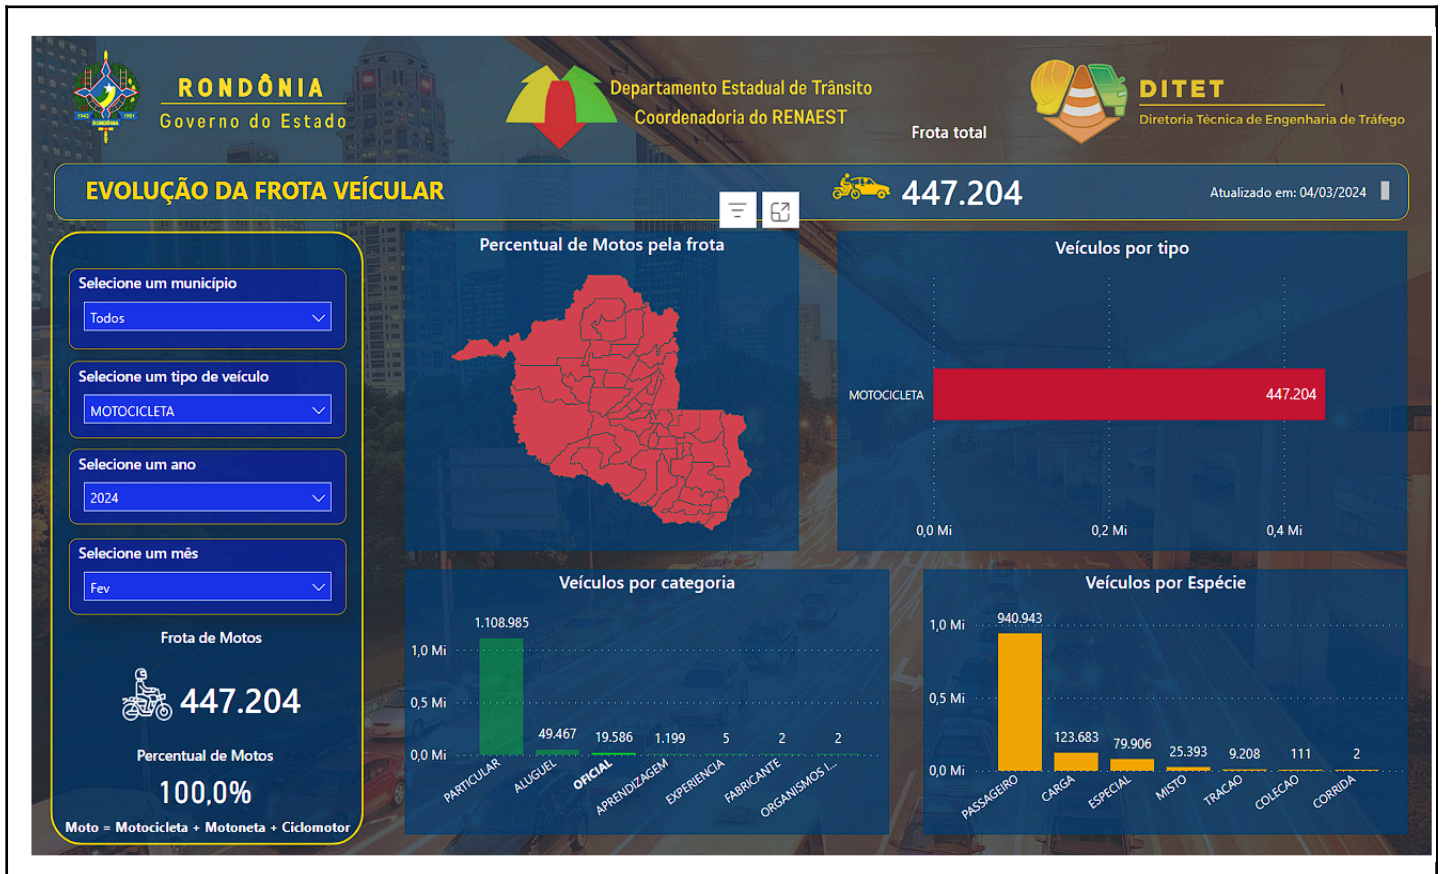 RONDÔNIA
Governo do Estado
1943 1981
RONDÔNIA
Departamento Estadual de Trânsito
Coordenadoria do RENAEST
DITET
Diretoria Técnica de Engenharia de Tráfego
Frota total
EVOLUÇÃO DA FROTA VEÍCULAR
447.204
Atualizado em: 04/03/2024
Selecione um município
Todos
Selecione um tipo de veículo
MOTOCICLETA
Selecione um ano
2024
Selecione um mês
Fev
Frota de Motos
447.204
Percentual de Motos
100,0%
Moto = Motocicleta + Motoneta + Ciclomotor
Percentual de Motos pela frota
Veículos por tipo
MOTOCICLETA
447.204
0,0 Mi 0,2 Mi 0,4 Mi
Veículos por categoria
1.108.985
1,0 Mi
0,5 Mi
49.467 19.586 1.199 5 2 2
0,0 Mi
PARTICULAR ALUGUEL OFICIAL APRENDIZAGEM EXPERIENCIA FABRICANTE ORGANISMOS I...
Veículos por Espécie
940.943
1,0 Mi
0,5 Mi
123.683 79.906 25.393 9.208 111 2
0,0 Mi
PASSAGEIRO CARGA ESPECIAL MISTO TRACAO COLECAO CORRIDA